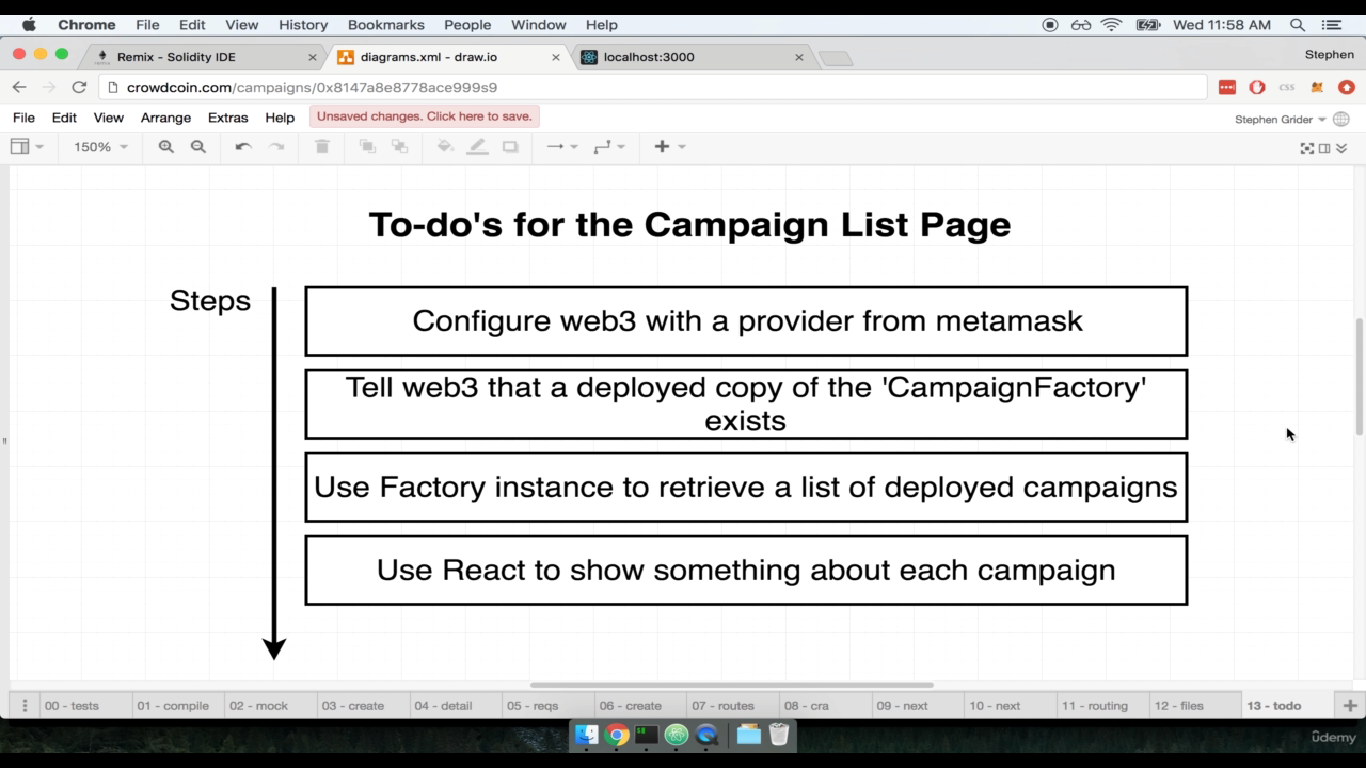 Chrome File Edit View History Bookmarks People Window Help Wed 11:58 AM
Remix - Solidity IDE diagrams.xml - draw.io localhost:3000 Stephen
crowdcoin.com/campaigns/0x8147a8e8778ace999s9 CSS
File Edit View Arrange Extras Help Unsaved changes. Click here to save. Stephen Grider
150%
To-do's for the Campaign List Page
Steps
Configure web3 with a provider from metamask
Tell web3 that a deployed copy of the 'CampaignFactory'
exists
Use Factory instance to retrieve a list of deployed campaigns
Use React to show something about each campaign
00 - tests 01 - compile 02 - mock 03 - create 04 - detail 05 - reqs 06 - create 07 - routes 08 - cra 09 - next 10 - next 11 - routing 12 - files 13 - todo
ûdemy